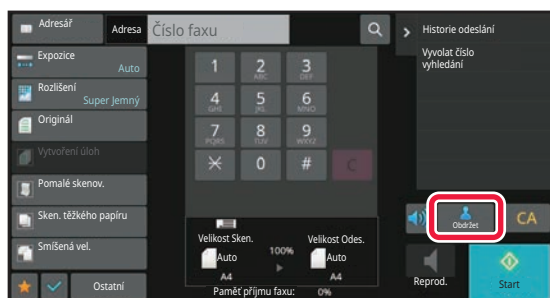 Adresář
Adresa
Číslo faxu
Historie odeslání
Vyvolat číslo
vyhledání
Expozice
Auto
Rozlišení
Super Jemný
Originál
Vytvoření úloh
Pomalé skenov.
Sken. těžkého papíru
Smíšená vel.
Ostatní
1
2
ABC
3
DEF
4
GHI
5
JKL
6
MNO
7
PQRS
8
TUV
9
WXYZ
0
#
C
Velikost Sken.
Auto
A4
100%
Velikost Odes.
Auto
A4
Paměť příjmu faxu: 0%
Obdržet
CA
Reprod.
Start